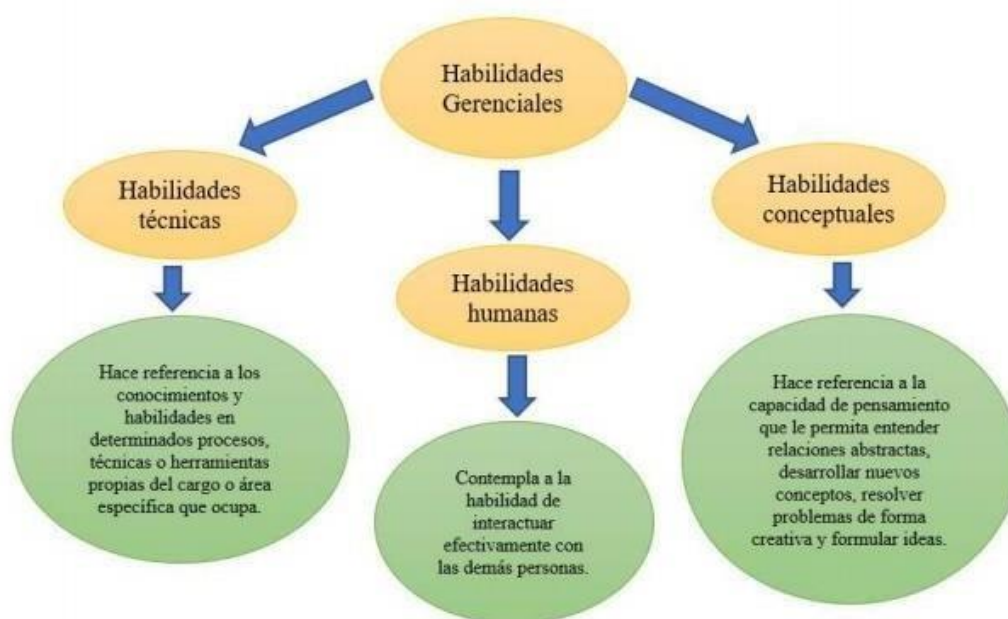 Habilidades
Gerenciales
Habilidades
técnicas
Habilidades
humanas
Habilidades
conceptuales
Hace referencia a los
conocimientos y
habilidades en
determinados procesos,
técnicas o herramientas
propias del cargo o área
específica que ocupa.
Contempla a la
habilidad de
interactuar
efectivamente con
las demás personas.
Hace referencia a la
capacidad de pensamiento
que le permita entender
relaciones abstractas,
desarrollar nuevos
conceptos, resolver
problemas de forma
creativa y formular ideas.